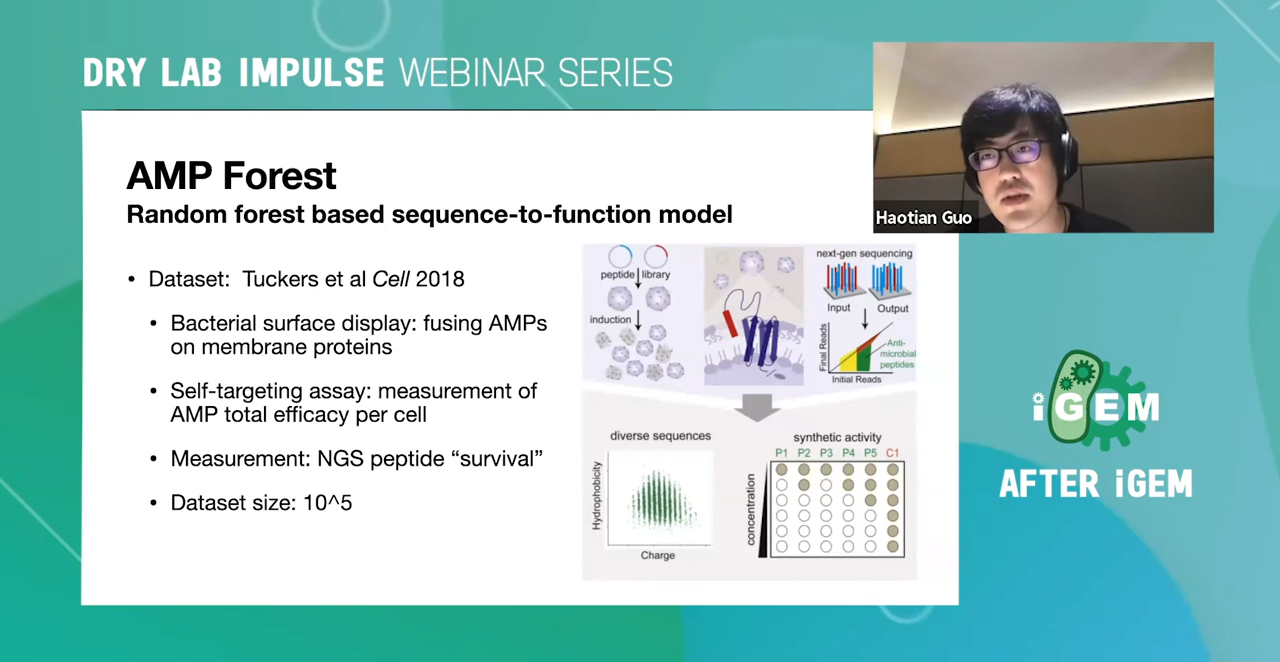 DRY LAB IMPULSE WEBINAR SERIES
AMP Forest
Random forest based sequence-to-function model
• Dataset: Tuckers et al Cell 2018
• Bacterial surface display: fusing AMPs
on membrane proteins
• Self-targeting assay: measurement of
AMP total efficacy per cell
• Measurement: NGS peptide “survival”
• Dataset size: 10^5
peptide library
induction
next-gen sequencing
Input Output
Final Reads
Anti-
microbial
peptides
Initial Reads
diverse sequences
Hydrophobicity
Charge
synthetic activity
P1 P2 P3 P4 P5 C1
concentration
Haotian Guo
iGEM
AFTER iGEM